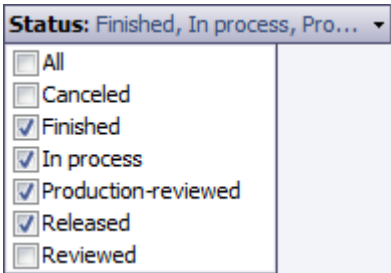 Status: Finished, In process, Pro...
All
Canceled
Finished
In process
Production-reviewed
Released
Reviewed